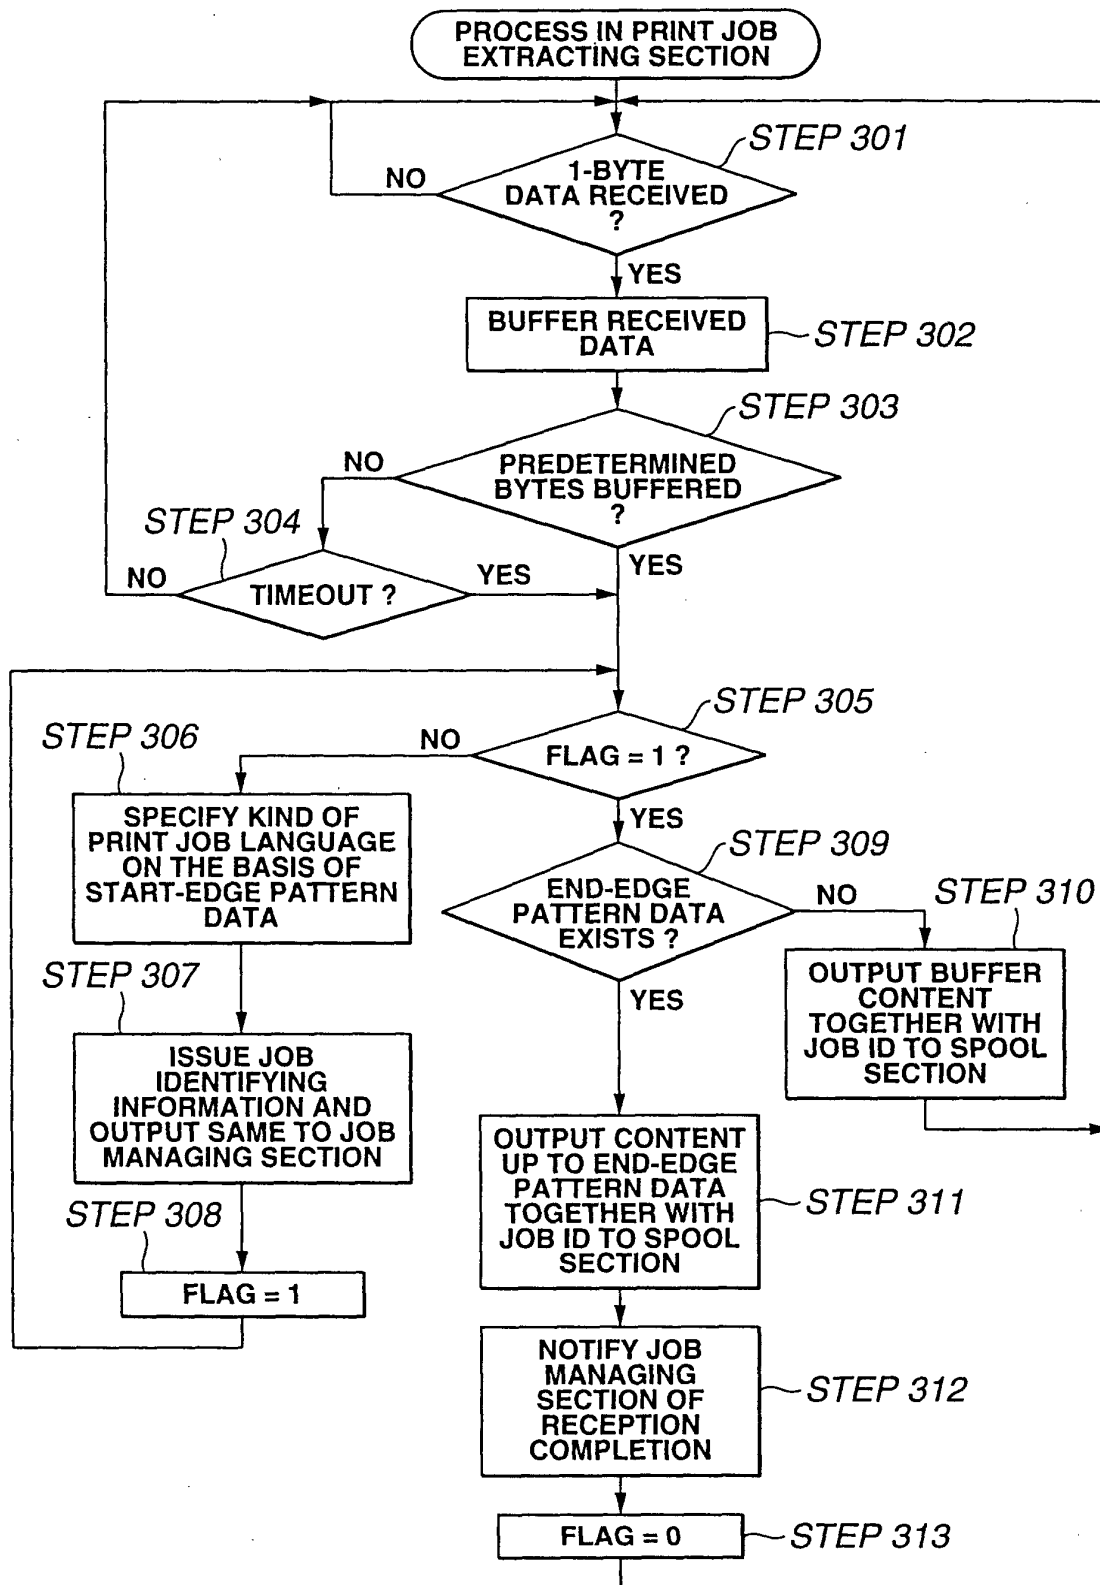 PROCESS IN PRINT JOB
EXTRACTING SECTION
STEP 301
1-BYTE
DATA RECEIVED
?
NO
YES
BUFFER RECEIVED
DATA
STEP 302
STEP 303
PREDETERMINED
BYTES BUFFERED
?
NO
YES
STEP 304
TIMEOUT ?
NO
YES
STEP 305
FLAG = 1 ?
NO
YES
STEP 306
SPECIFY KIND OF
PRINT JOB LANGUAGE
ON THE BASIS OF
START-EDGE PATTERN
DATA
STEP 307
ISSUE JOB
IDENTIFYING
INFORMATION AND
OUTPUT SAME TO JOB
MANAGING SECTION
STEP 308
FLAG = 1
STEP 309
END-EDGE
PATTERN DATA
EXISTS ?
NO
YES
STEP 310
OUTPUT BUFFER
CONTENT
TOGETHER WITH
JOB ID TO SPOOL
SECTION
OUTPUT CONTENT
UP TO END-EDGE
PATTERN DATA
TOGETHER WITH
JOB ID TO SPOOL
SECTION
STEP 311
NOTIFY JOB
MANAGING
SECTION OF
RECEPTION
COMPLETION
STEP 312
FLAG = 0
STEP 313